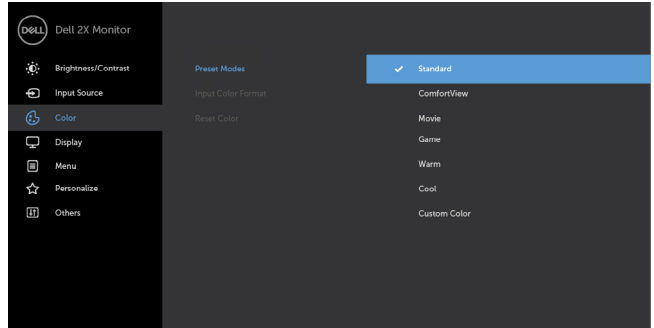 DELL Dell 2X Monitor
Brightness/Contrast Preset Modes Standard
Input Source Input Color Format ComfortView
Color Reset Color Movie
Display Game
Menu Warm
Personalize Cool
Others Custom Color